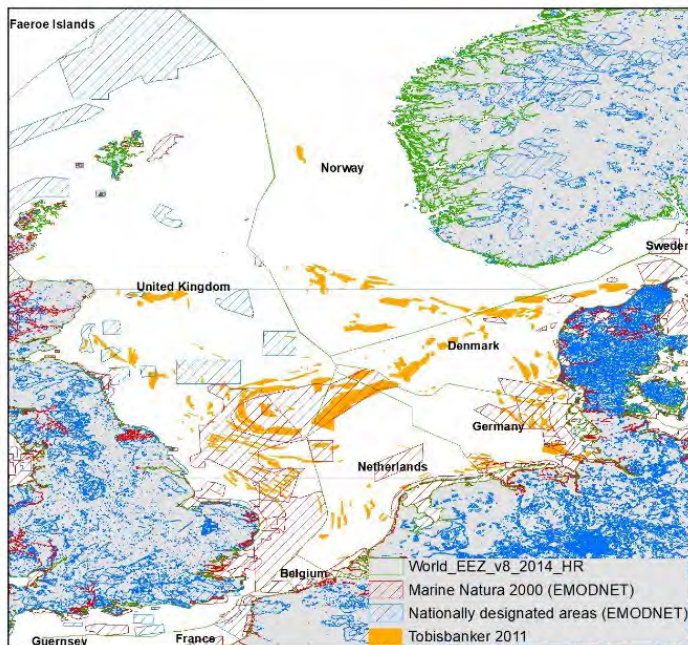 Faeroe Islands
Norway
Sweden
United Kingdom
Denmark
Germany
Netherlands
Belgium
World_EEZ_v8_2014_HR
Marine Natura 2000 (EMODNET)
Nationally designated areas (EMODNET)
Tobisbanker 2011
Guernsey
France